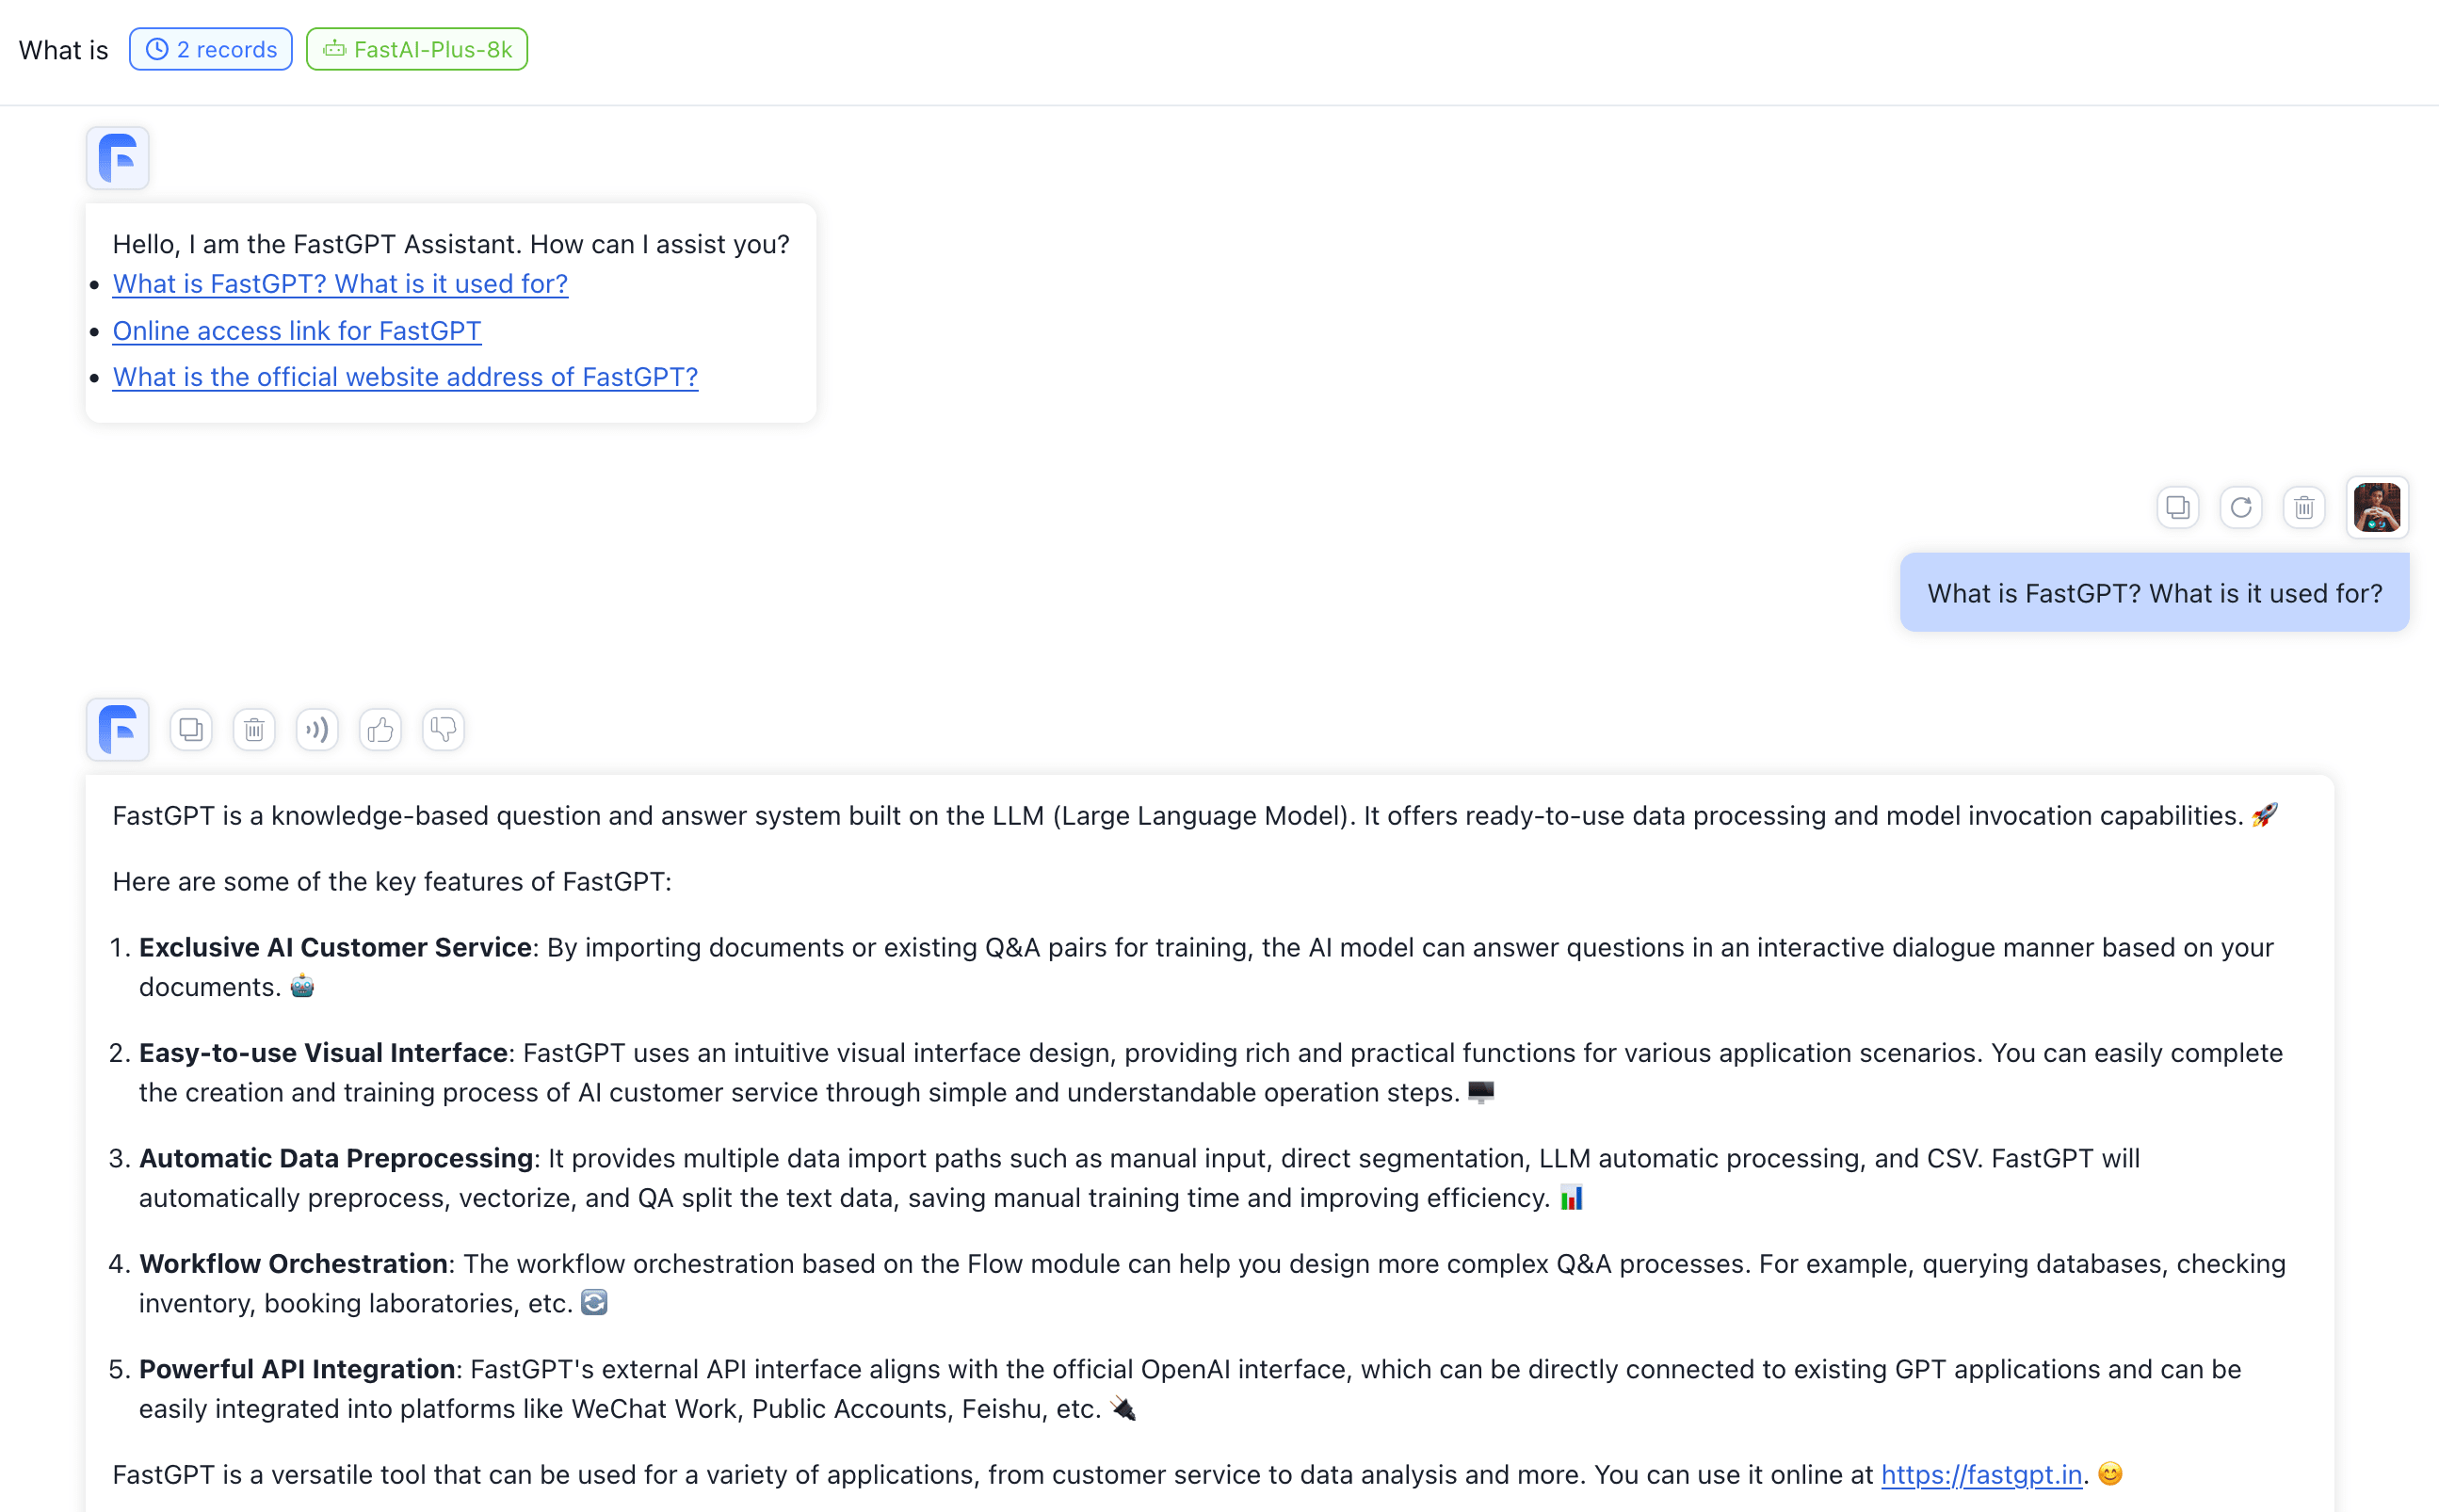 What is 2 records FastAI-Plus-8k
Hello, I am the FastGPT Assistant. How can I assist you?
• What is FastGPT? What is it used for?
• Online access link for FastGPT
• What is the official website address of FastGPT?
What is FastGPT? What is it used for?
FastGPT is a knowledge-based question and answer system built on the LLM (Large Language Model). It offers ready-to-use data processing and model invocation capabilities. 🚀
Here are some of the key features of FastGPT:
1. Exclusive AI Customer Service: By importing documents or existing Q&A pairs for training, the AI model can answer questions in an interactive dialogue manner based on your
documents. 🤖
2. Easy-to-use Visual Interface: FastGPT uses an intuitive visual interface design, providing rich and practical functions for various application scenarios. You can easily complete
the creation and training process of AI customer service through simple and understandable operation steps. 🖥️
3. Automatic Data Preprocessing: It provides multiple data import paths such as manual input, direct segmentation, LLM automatic processing, and CSV. FastGPT will
automatically preprocess, vectorize, and QA split the text data, saving manual training time and improving efficiency. 📊
4. Workflow Orchestration: The workflow orchestration based on the Flow module can help you design more complex Q&A processes. For example, querying databases, checking
inventory, booking laboratories, etc. 🔄
5. Powerful API Integration: FastGPT's external API interface aligns with the official OpenAI interface, which can be directly connected to existing GPT applications and can be
easily integrated into platforms like WeChat Work, Public Accounts, Feishu, etc. 🔌
FastGPT is a versatile tool that can be used for a variety of applications, from customer service to data analysis and more. You can use it online at https://fastgpt.in. 😊